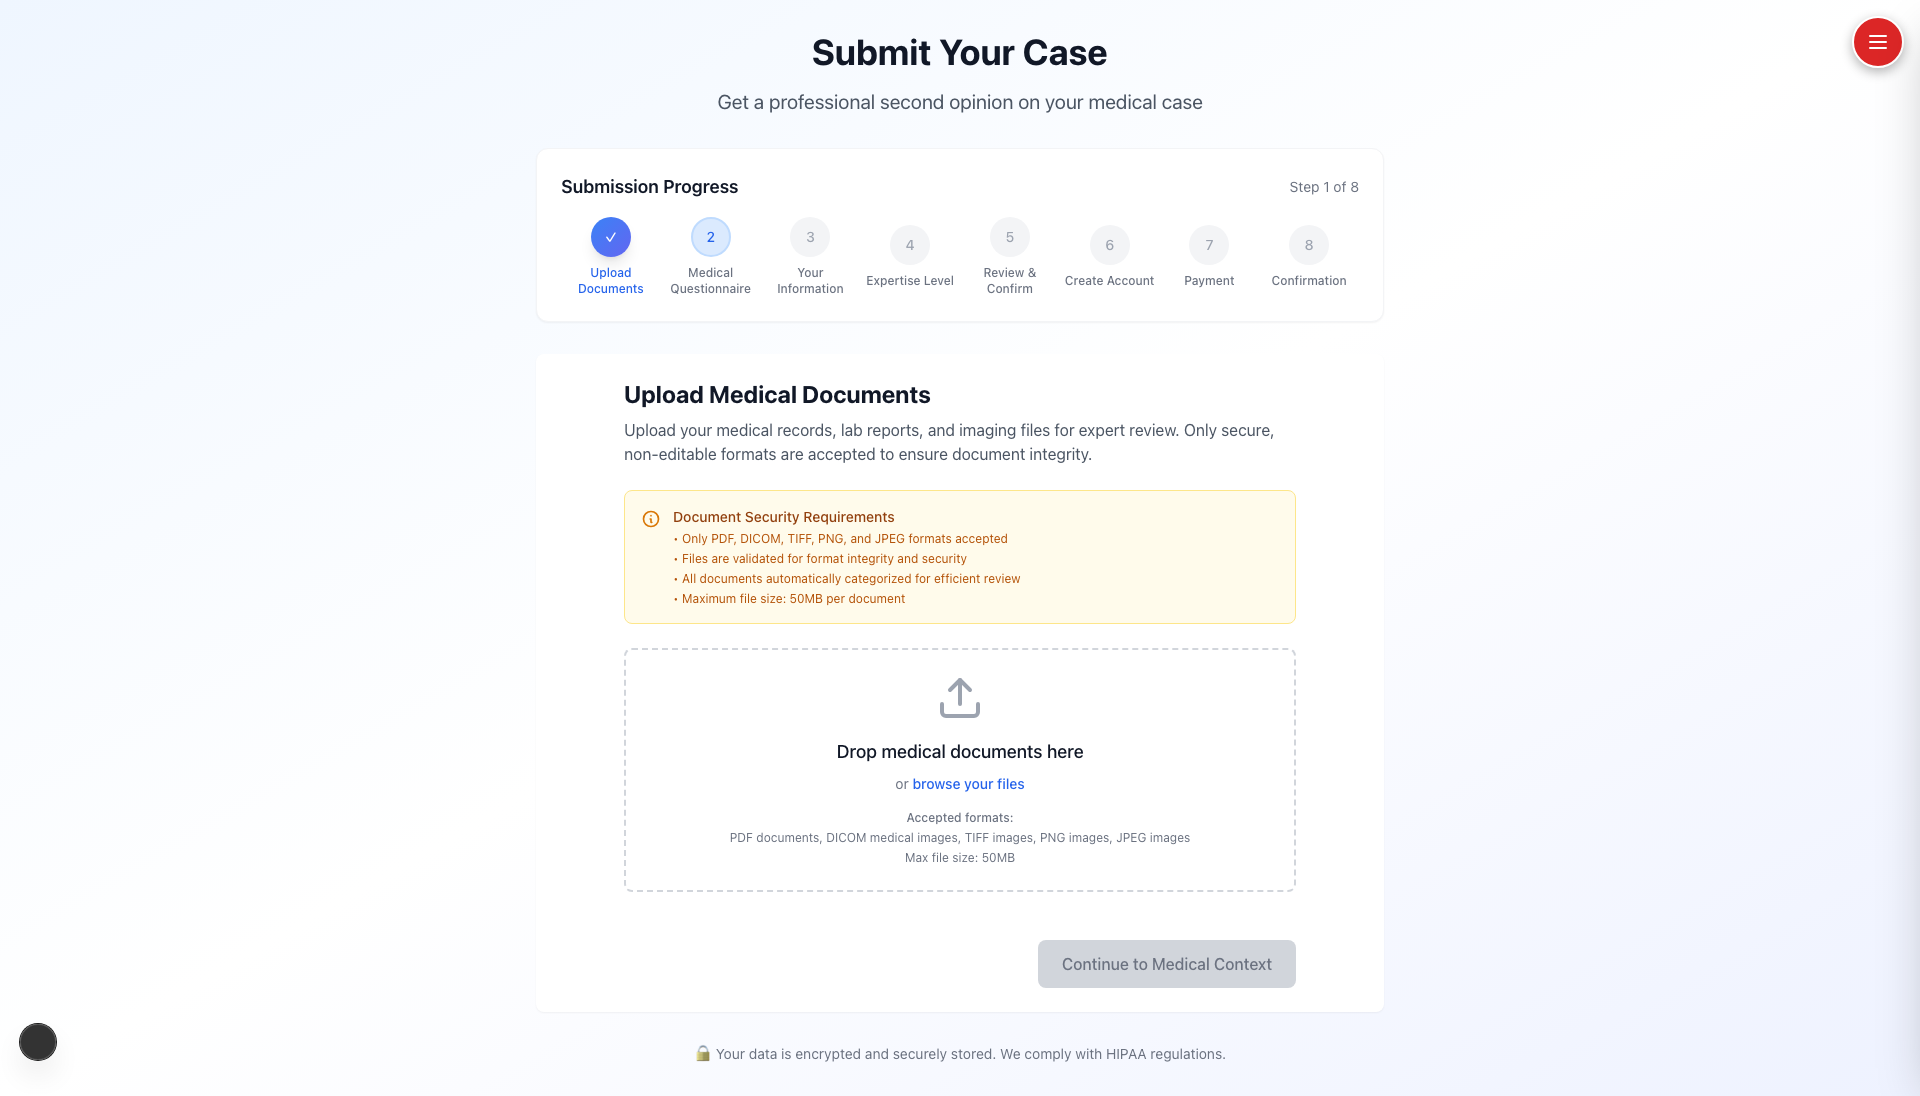 Submit Your Case
Get a professional second opinion on your medical case
Submission Progress
Step 1 of 8
Upload
Documents
2
Medical
Questionnaire
3
Your
Information
4
Expertise Level
5
Review &
Confirm
6
Create Account
7
Payment
8
Confirmation
Upload Medical Documents
Upload your medical records, lab reports, and imaging files for expert review. Only secure,
non-editable formats are accepted to ensure document integrity.
Document Security Requirements
• Only PDF, DICOM, TIFF, PNG, and JPEG formats accepted
• Files are validated for format integrity and security
• All documents automatically categorized for efficient review
• Maximum file size: 50MB per document
Drop medical documents here
or browse your files
Accepted formats:
PDF documents, DICOM medical images, TIFF images, PNG images, JPEG images
Max file size: 50MB
Continue to Medical Context
🔒 Your data is encrypted and securely stored. We comply with HIPAA regulations.